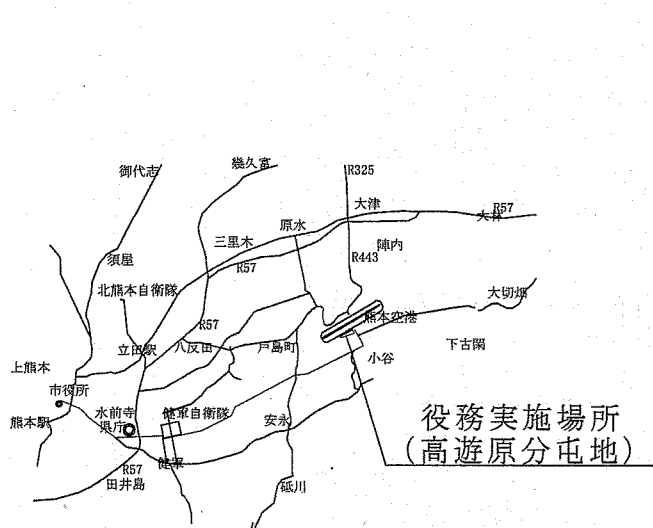 御代志
幾久富
R325
大津
R57
大林
原水
三里木
陣内
須屋
R57
R443
北熊本自衛隊
大切畑
R57
熊本空港
立田駅
八反田
戸島町
下古閑
小谷
上熊本
市役所
水前寺
健軍自衛隊
熊本駅
県庁
安永
役務実施場所
(高遊原分屯地)
健軍
R57
田井島
砥川